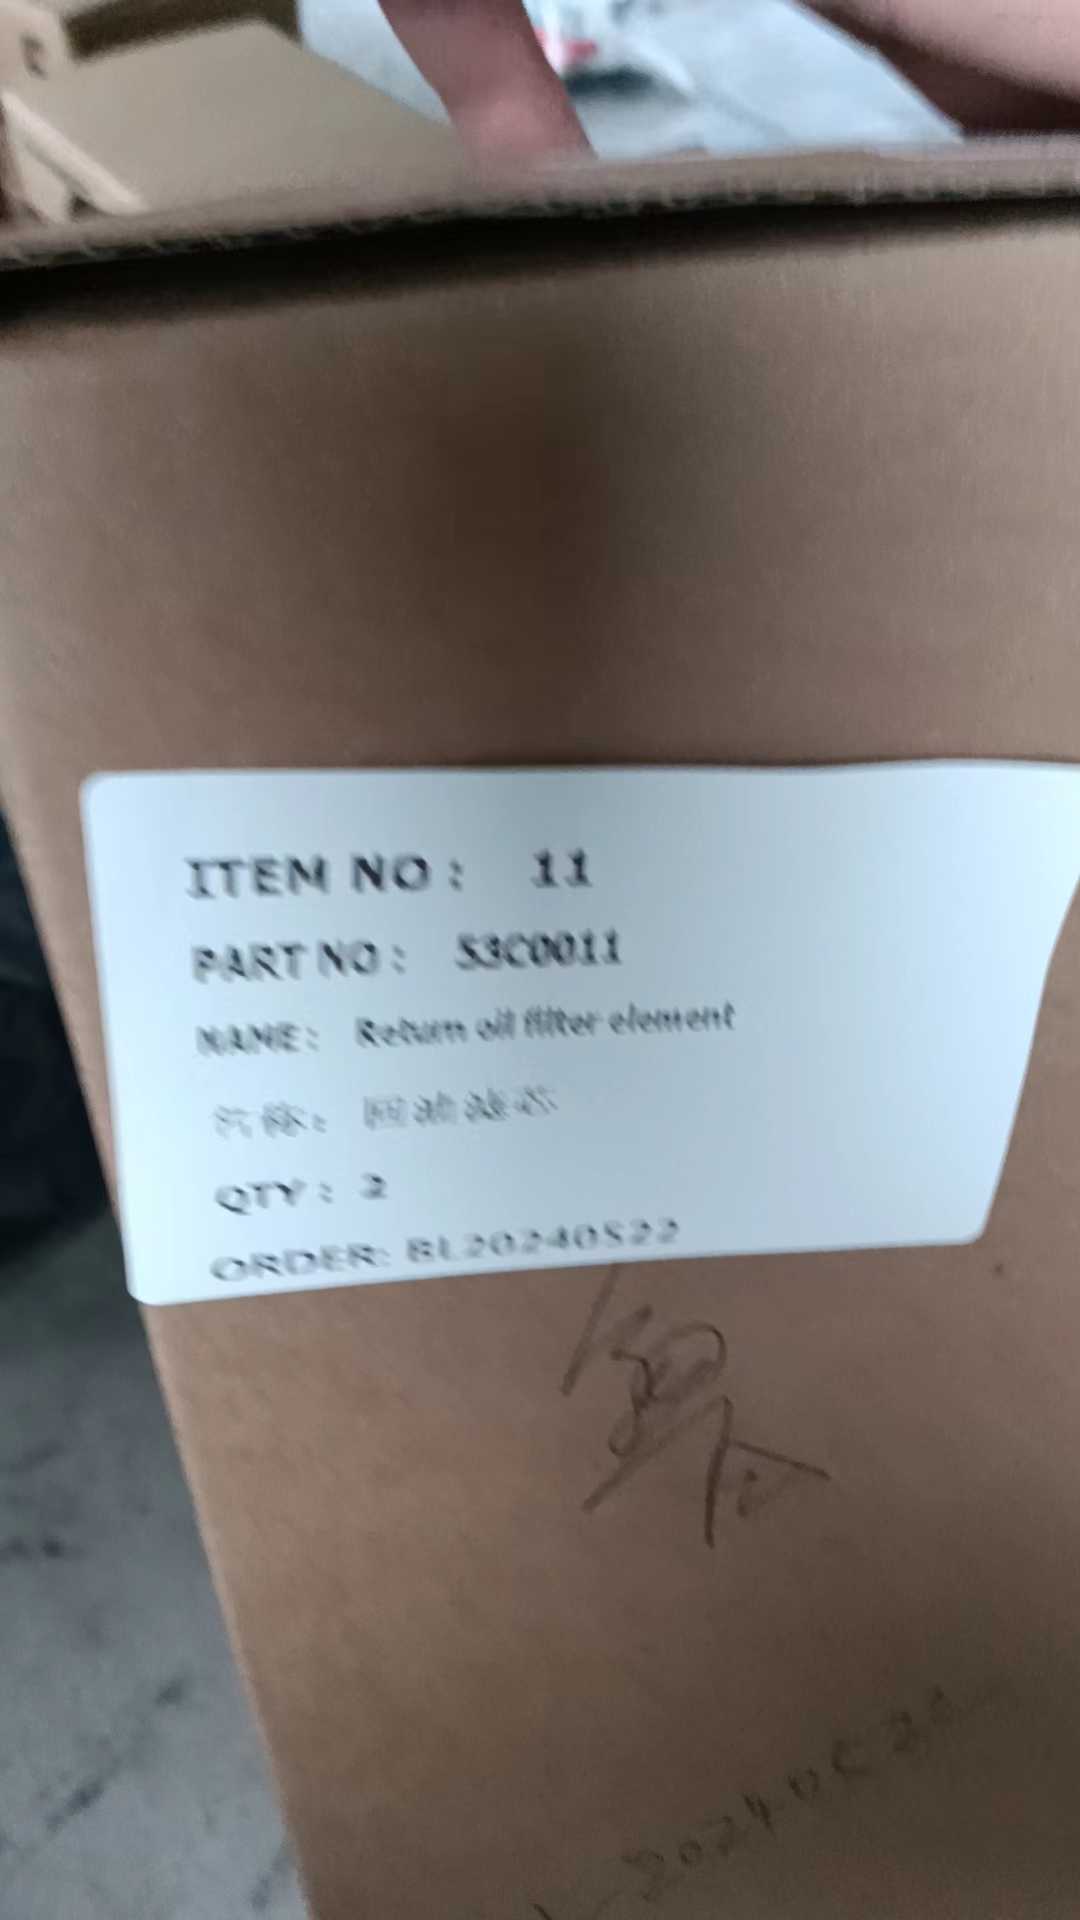 ITEM NO： 11
PART NO： 53C0011
NAME： Return oil filter element
名称： 回油滤芯
QTY： 2
ORDER: BL20240522